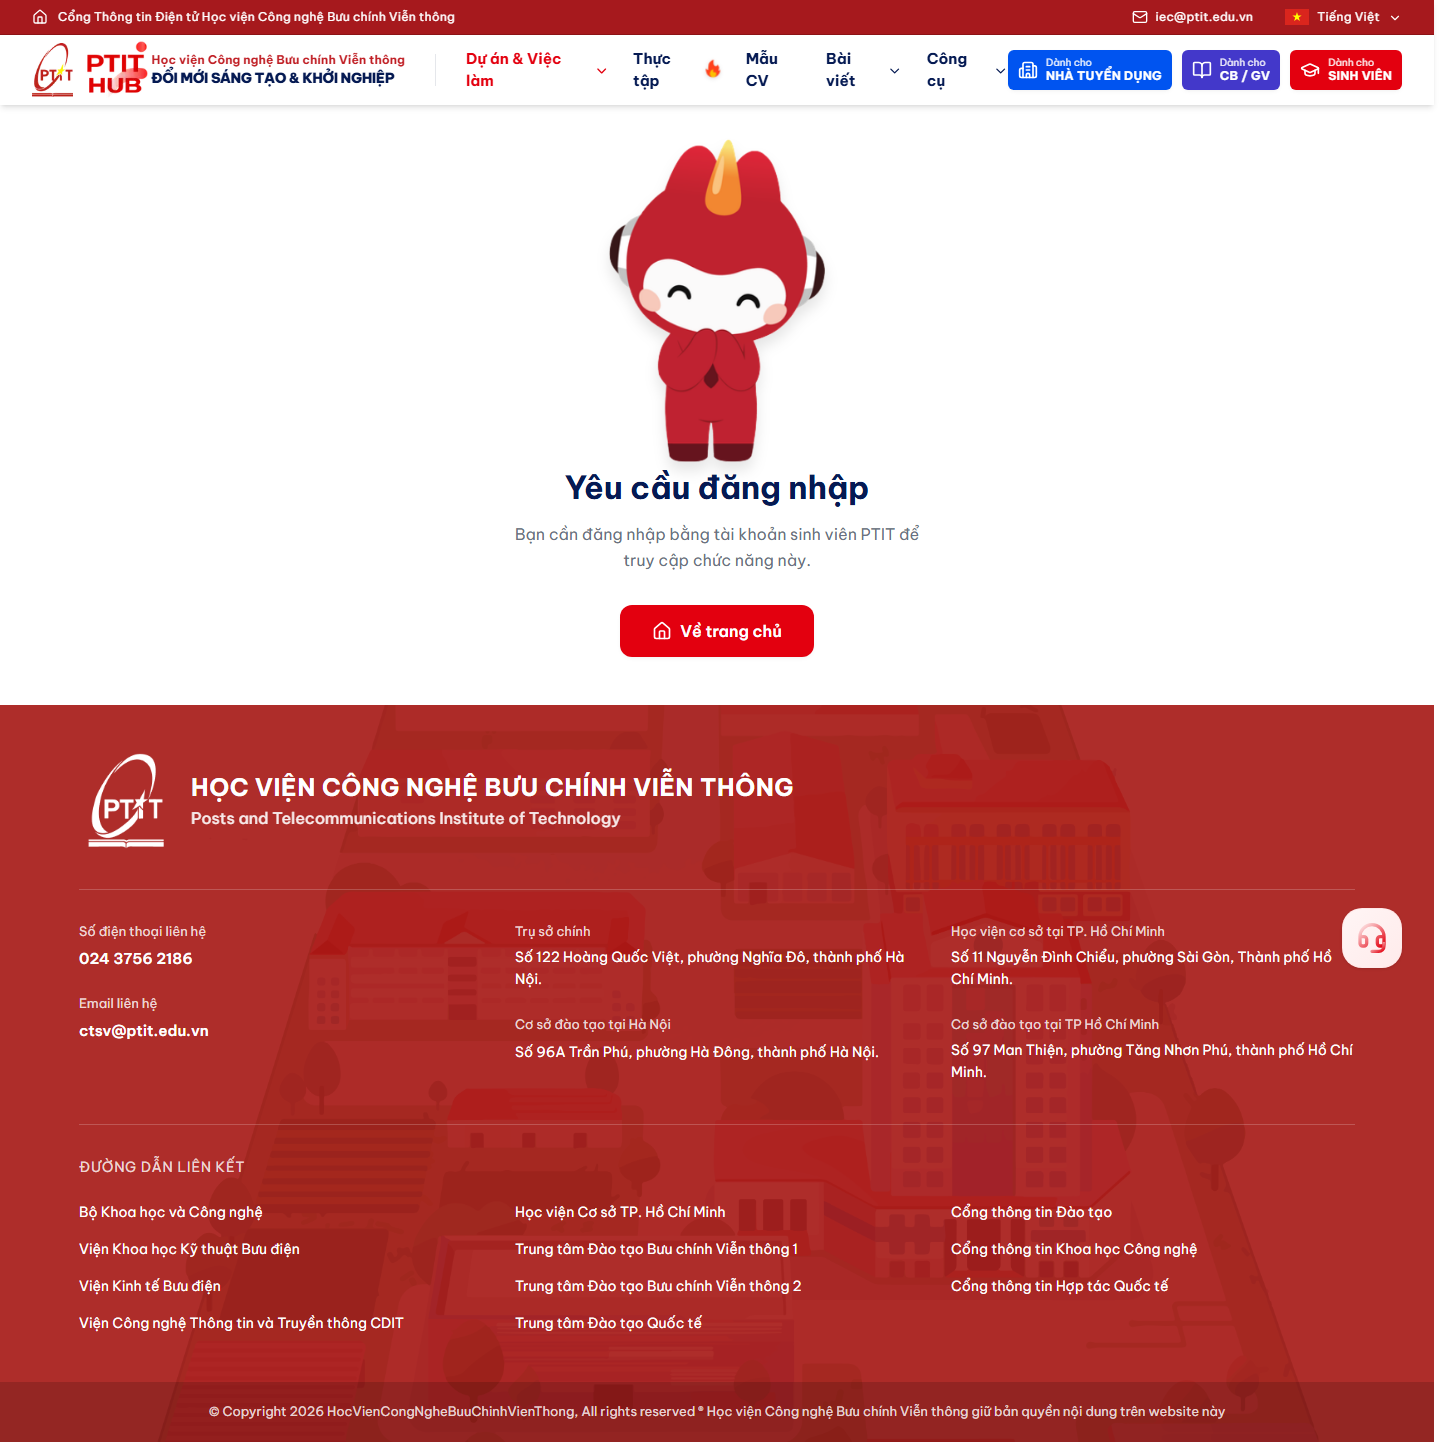 Cổng Thông tin Điện tử Học viện Công nghệ Bưu chính Viễn thông
iec@ptit.edu.vn
Tiếng Việt
PTIT
PTIT
HUB
Học viện Công nghệ Bưu chính Viễn thông
ĐỔI MỚI SÁNG TẠO & KHỞI NGHIỆP
Dự án & Việc
làm
Thực
tập
Mẫu
CV
Bài
viết
Công
cụ
Dành cho
NHÀ TUYỂN DỤNG
Dành cho
CB / GV
Dành cho
SINH VIÊN
Yêu cầu đăng nhập
Bạn cần đăng nhập bằng tài khoản sinh viên PTIT để
truy cập chức năng này.
Về trang chủ
PTIT
HỌC VIỆN CÔNG NGHỆ BƯU CHÍNH VIỄN THÔNG
Posts and Telecommunications Institute of Technology
Số điện thoại liên hệ
024 3756 2186
Email liên hệ
ctsv@ptit.edu.vn
Trụ sở chính
Số 122 Hoàng Quốc Việt, phường Nghĩa Đô, thành phố Hà
Nội.
Cơ sở đào tạo tại Hà Nội
Số 96A Trần Phú, phường Hà Đông, thành phố Hà Nội.
Học viện cơ sở tại TP. Hồ Chí Minh
Số 11 Nguyễn Đình Chiểu, phường Sài Gòn, Thành phố Hồ
Chí Minh.
Cơ sở đào tạo tại TP Hồ Chí Minh
Số 97 Man Thiện, phường Tăng Nhơn Phú, thành phố Hồ Chí
Minh.
ĐƯỜNG DẪN LIÊN KẾT
Bộ Khoa học và Công nghệ
Viện Khoa học Kỹ thuật Bưu điện
Viện Kinh tế Bưu điện
Viện Công nghệ Thông tin và Truyền thông CDIT
Học viện Cơ sở TP. Hồ Chí Minh
Trung tâm Đào tạo Bưu chính Viễn thông 1
Trung tâm Đào tạo Bưu chính Viễn thông 2
Trung tâm Đào tạo Quốc tế
Cổng thông tin Đào tạo
Cổng thông tin Khoa học Công nghệ
Cổng thông tin Hợp tác Quốc tế
© Copyright 2026 HocVienCongNgheBuuChinhVienThong, All rights reserved ® Học viện Công nghệ Bưu chính Viễn thông giữ bản quyền nội dung trên website này